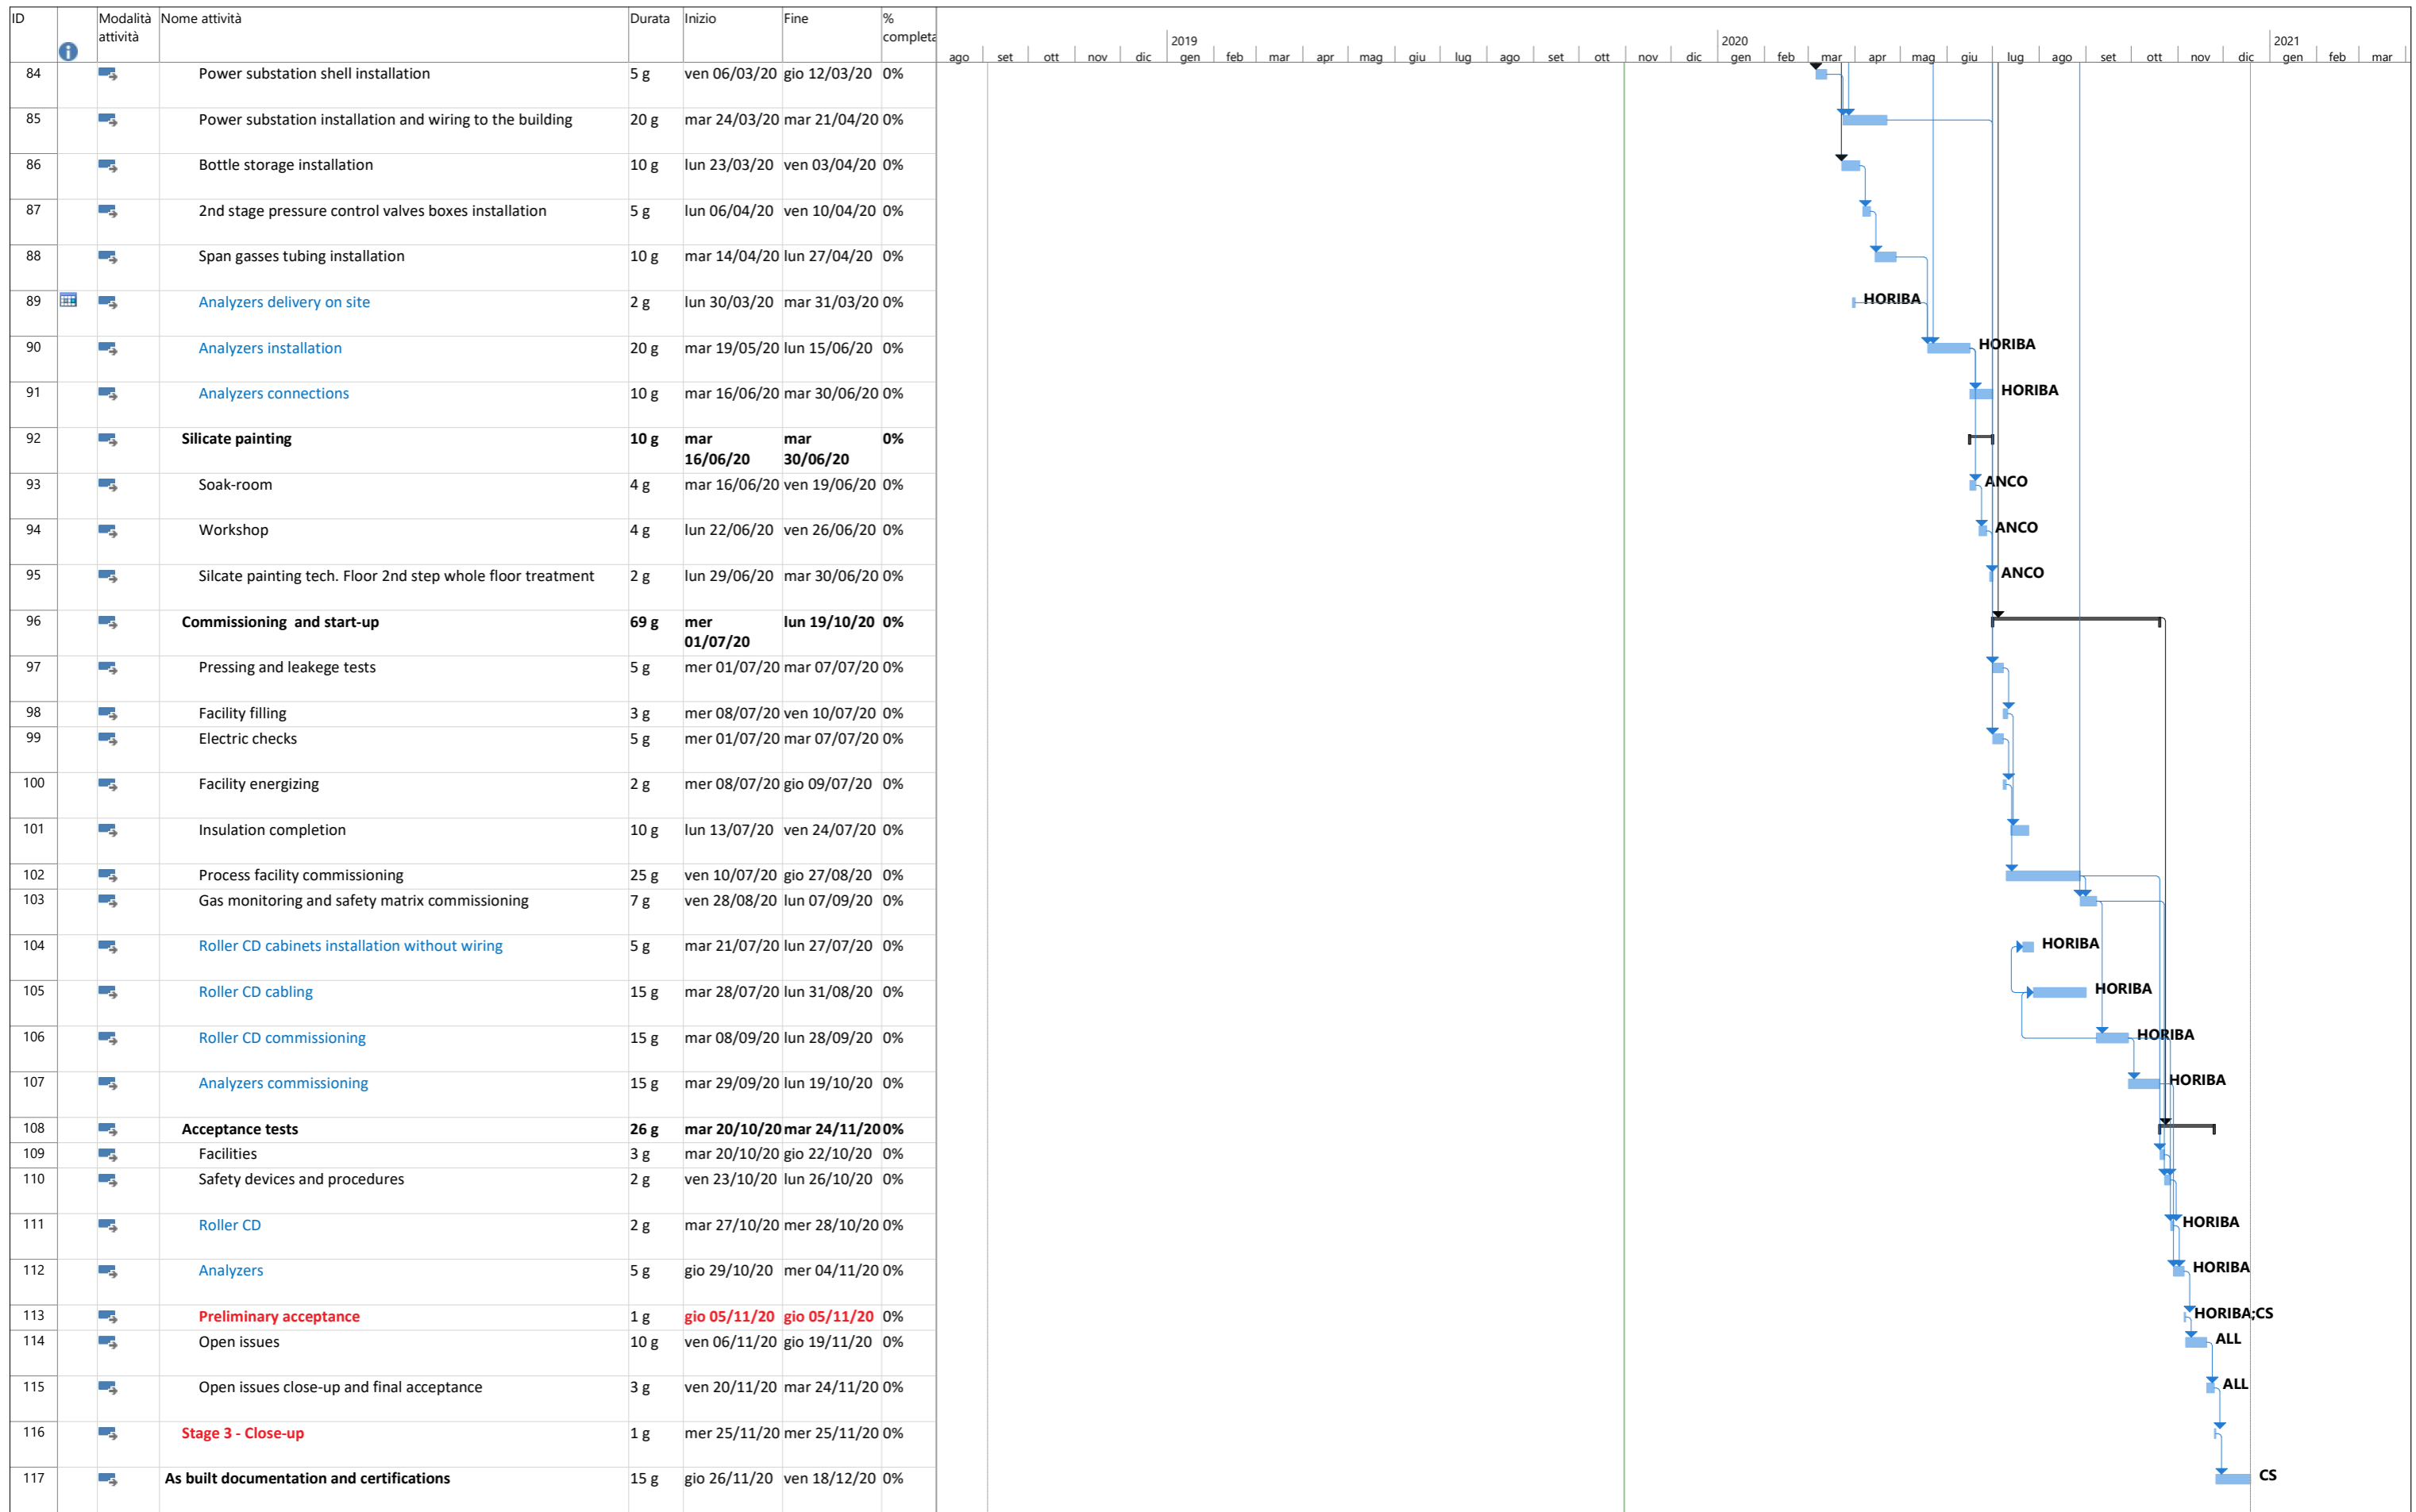 ID Modalità attività Nome attività Durata Inizio Fine % completa
2019 2020 2021
ago set ott nov dic gen feb mar apr mag giu lug ago set ott nov dic gen feb mar apr mag giu lug ago set ott nov dic gen feb mar
84 Power substation shell installation 5 g ven 06/03/20 gio 12/03/20 0%
85 Power substation installation and wiring to the building 20 g mar 24/03/20 mar 21/04/20 0%
86 Bottle storage installation 10 g lun 23/03/20 ven 03/04/20 0%
87 2nd stage pressure control valves boxes installation 5 g lun 06/04/20 ven 10/04/20 0%
88 Span gasses tubing installation 10 g mar 14/04/20 lun 27/04/20 0%
89 Analyzers delivery on site 2 g lun 30/03/20 mar 31/03/20 0% HORIBA
90 Analyzers installation 20 g mar 19/05/20 lun 15/06/20 0% HORIBA
91 Analyzers connections 10 g mar 16/06/20 mar 30/06/20 0% HORIBA
92 Silicate painting 10 g mar 16/06/20 mar 30/06/20 0%
93 Soak-room 4 g mar 16/06/20 ven 19/06/20 0% ANCO
94 Workshop 4 g lun 22/06/20 ven 26/06/20 0% ANCO
95 Silcate painting tech. Floor 2nd step whole floor treatment 2 g lun 29/06/20 mar 30/06/20 0% ANCO
96 Commissioning and start-up 69 g mer 01/07/20 lun 19/10/20 0%
97 Pressing and leakege tests 5 g mer 01/07/20 mar 07/07/20 0%
98 Facility filling 3 g mer 08/07/20 ven 10/07/20 0%
99 Electric checks 5 g mer 01/07/20 mar 07/07/20 0%
100 Facility energizing 2 g mer 08/07/20 gio 09/07/20 0%
101 Insulation completion 10 g lun 13/07/20 ven 24/07/20 0%
102 Process facility commissioning 25 g ven 10/07/20 gio 27/08/20 0%
103 Gas monitoring and safety matrix commissioning 7 g ven 28/08/20 lun 07/09/20 0%
104 Roller CD cabinets installation without wiring 5 g mar 21/07/20 lun 27/07/20 0% HORIBA
105 Roller CD cabling 15 g mar 28/07/20 lun 31/08/20 0% HORIBA
106 Roller CD commissioning 15 g mar 08/09/20 lun 28/09/20 0% HORIBA
107 Analyzers commissioning 15 g mar 29/09/20 lun 19/10/20 0% HORIBA
108 Acceptance tests 26 g mar 20/10/20 mar 24/11/20 0%
109 Facilities 3 g mar 20/10/20 gio 22/10/20 0%
110 Safety devices and procedures 2 g ven 23/10/20 lun 26/10/20 0%
111 Roller CD 2 g mar 27/10/20 mer 28/10/20 0% HORIBA
112 Analyzers 5 g gio 29/10/20 mer 04/11/20 0% HORIBA
113 Preliminary acceptance 1 g gio 05/11/20 gio 05/11/20 0% HORIBA;CS
114 Open issues 10 g ven 06/11/20 gio 19/11/20 0% ALL
115 Open issues close-up and final acceptance 3 g ven 20/11/20 mar 24/11/20 0% ALL
116 Stage 3 - Close-up 1 g mer 25/11/20 mer 25/11/20 0%
117 As built documentation and certifications 15 g gio 26/11/20 ven 18/12/20 0% CS